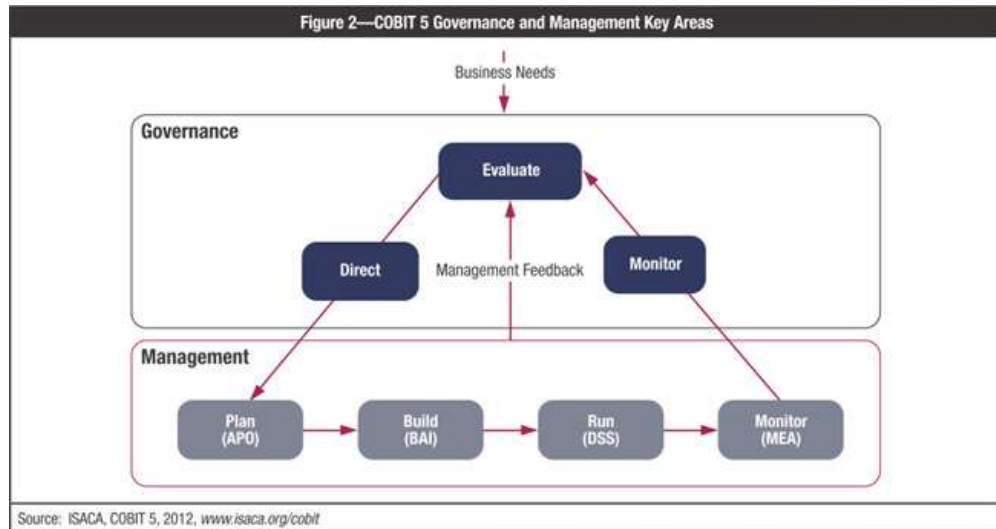 Figure 2—COBIT 5 Governance and Management Key Areas
Business Needs
Governance
Evaluate
Direct
Management Feedback
Monitor
Management
Plan
(APO)
Build
(BAI)
Run
(DSS)
Monitor
(MEA)
Source: ISACA, COBIT 5, 2012, www.isaca.org/cobit